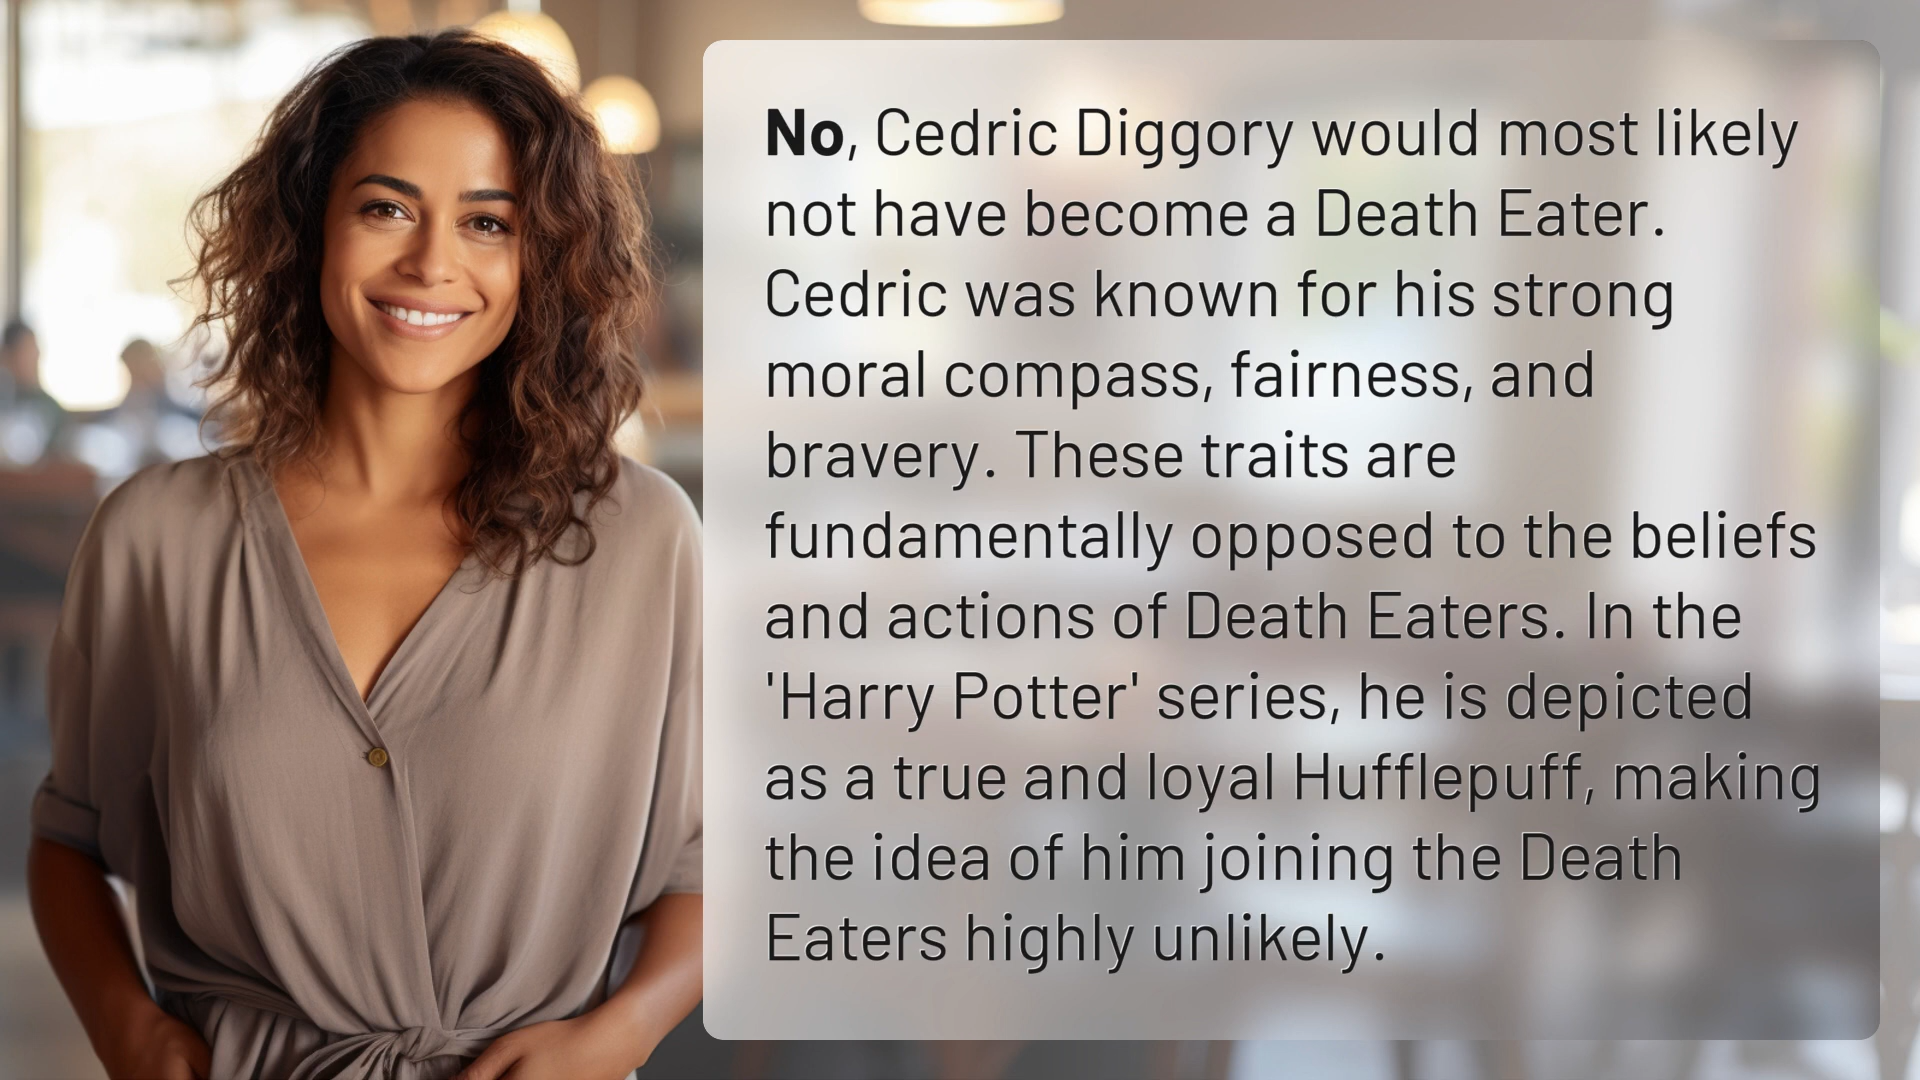 No, Cedric Diggory would most likely
not have become a Death Eater.
Cedric was known for his strong
moral compass, fairness, and
bravery. These traits are
fundamentally opposed to the beliefs
and actions of Death Eaters. In the
'Harry Potter' series, he is depicted
as a true and loyal Hufflepuff, making
the idea of him joining the Death
Eaters highly unlikely.